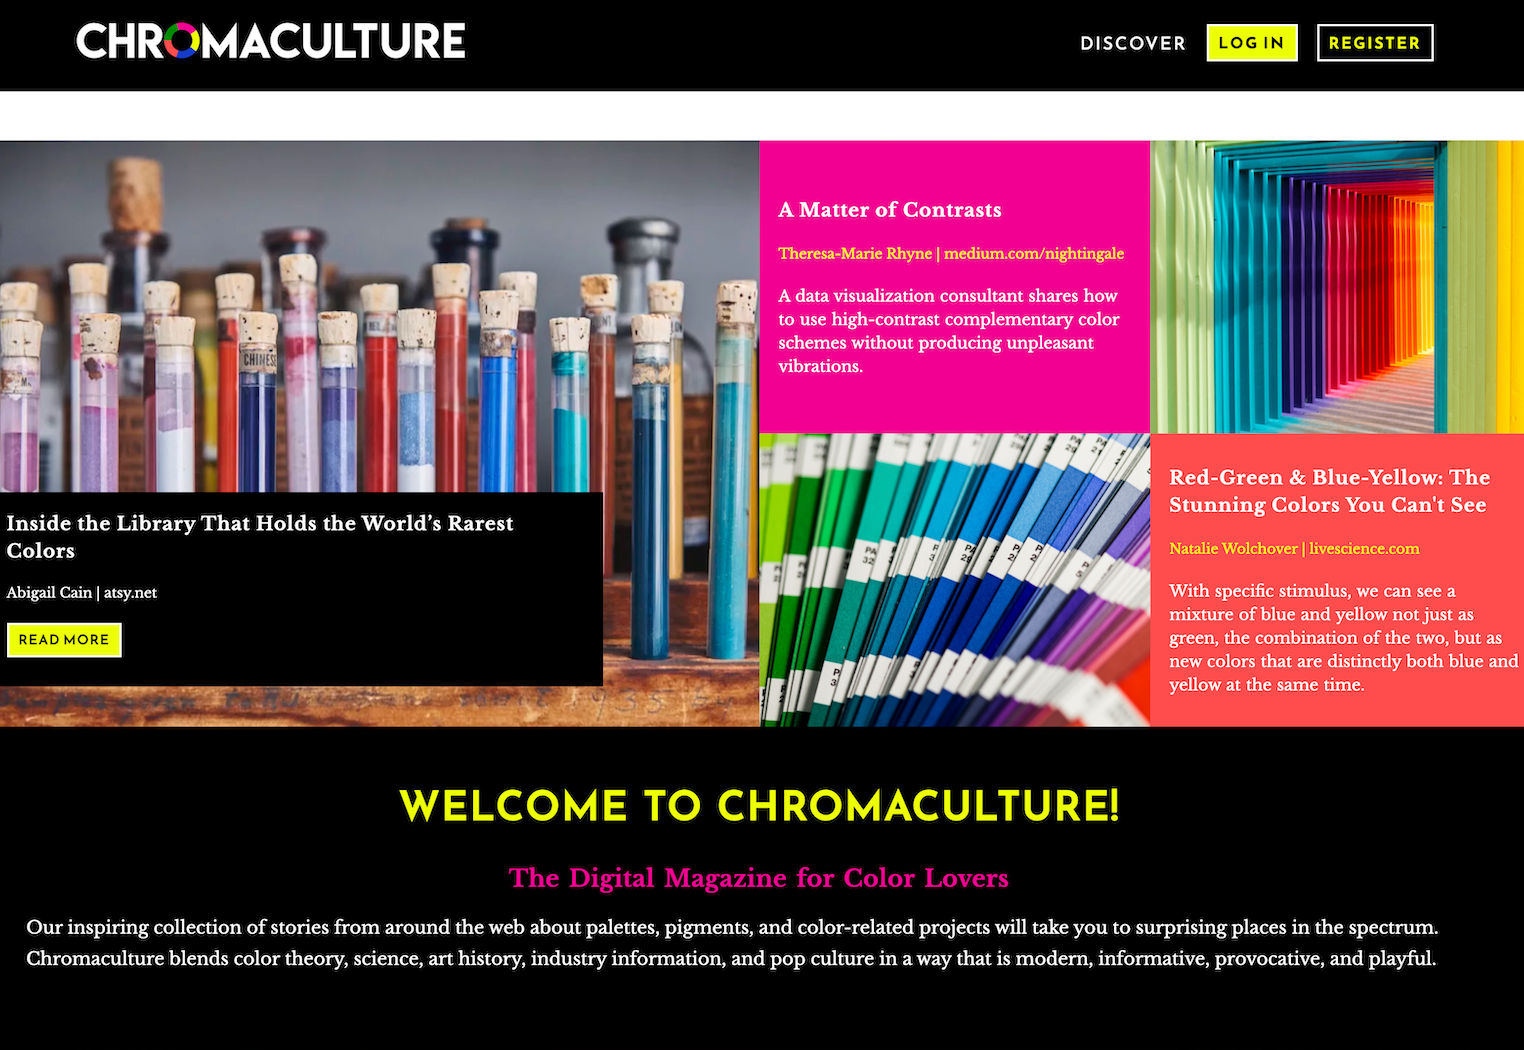 CHROMACULTURE
DISCOVER
LOG IN
REGISTER
CHINESE
Inside the Library That Holds the World’s Rarest
Colors
Abigail Cain | atsy.net
READ MORE
A Matter of Contrasts
Theresa-Marie Rhyne | medium.com/nightingale
A data visualization consultant shares how
to use high-contrast complementary color
schemes without producing unpleasant
vibrations.
Red-Green & Blue-Yellow: The
Stunning Colors You Can't See
Natalie Wolchover | livescience.com
With specific stimulus, we can see a
mixture of blue and yellow not just as
green, the combination of the two, but as
new colors that are distinctly both blue and
yellow at the same time.
WELCOME TO CHROMACULTURE!
The Digital Magazine for Color Lovers
Our inspiring collection of stories from around the web about palettes, pigments, and color-related projects will take you to surprising places in the spectrum.
Chromaculture blends color theory, science, art history, industry information, and pop culture in a way that is modern, informative, provocative, and playful.